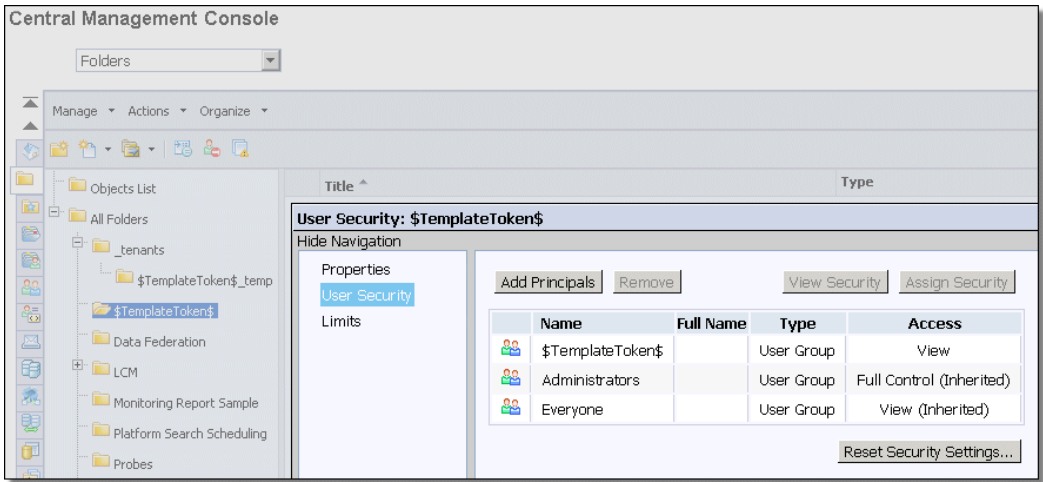 Central Management Console
Folders
Manage Actions Organize
Objects List
All Folders
_tenants
$TemplateToken$_temp
$TemplateToken$
Data Federation
LCM
Monitoring Report Sample
Platform Search Scheduling
Probes
Title Type
User Security: $TemplateToken$
Hide Navigation
Properties
User Security
Limits
Add Principals Remove View Security Assign Security
Name Full Name Type Access
$TemplateToken$ User Group View
Administrators User Group Full Control (Inherited)
Everyone User Group View (Inherited)
Reset Security Settings...